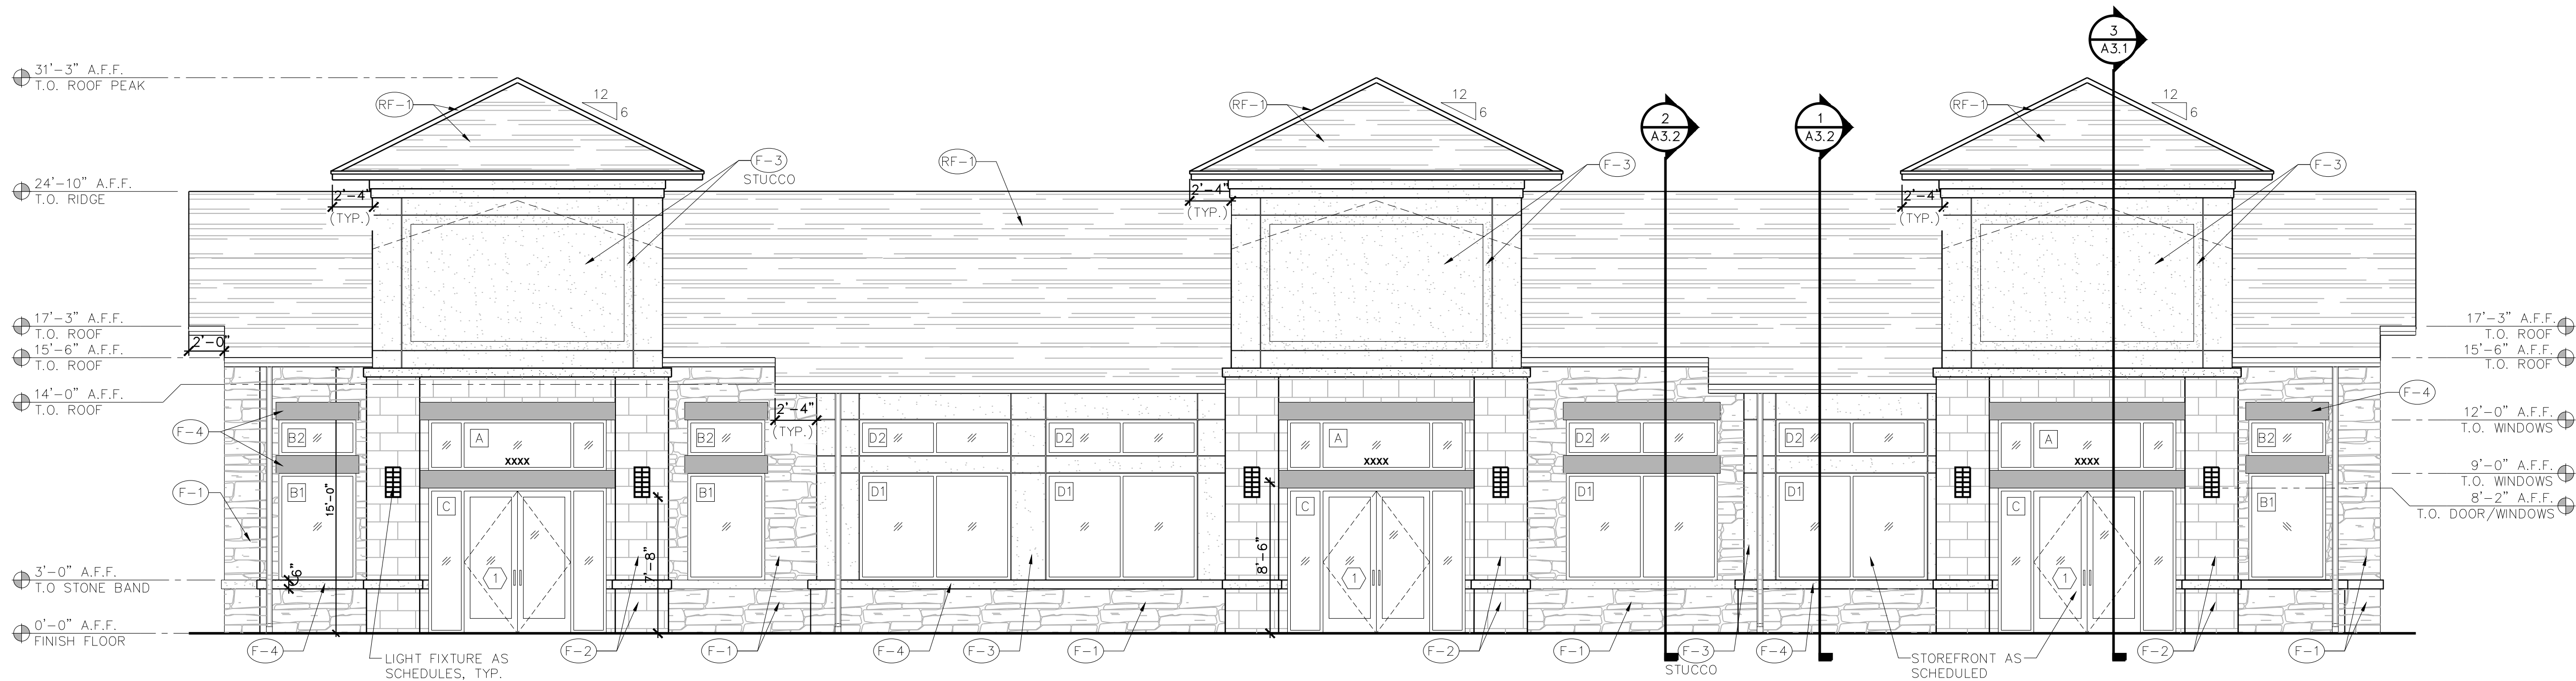 3
A3.1
31'-3" A.F.F.
T.O. ROOF PEAK
RF-1
12
6
RF-1
12
6
RF-1
12
6
2
A3.2
1
A3.2
F-3
STUCCO
RF-1
F-3
F-3
24'-10" A.F.F.
T.O. RIDGE
2'-4"
(TYP.)
2'-4"
(TYP.)
2'-4"
(TYP.)
17'-3" A.F.F.
T.O. ROOF
2'-0"
15'-6" A.F.F.
T.O. ROOF
17'-3" A.F.F.
T.O. ROOF
15'-6" A.F.F.
T.O. ROOF
14'-0" A.F.F.
T.O. ROOF
F-4
2'-4"
(TYP.)
12'-0" A.F.F.
T.O. WINDOWS
F-4
B2
A
B2
D2
D2
A
D2
D2
A
B2
XXXX
XXXX
XXXX
9'-0" A.F.F.
T.O. WINDOWS
F-1
B1
C
B1
D1
D1
C
D1
D1
C
B1
8'-2" A.F.F.
T.O. DOOR/WINDOWS
15'-0"
7'-8"
8'-6"
3'-0" A.F.F.
T.O STONE BAND
6"
1
1
1
0'-0" A.F.F.
FINISH FLOOR
F-4
LIGHT FIXTURE AS
SCHEDULES, TYP.
F-2
F-1
F-4
F-3
F-1
F-2
F-1
F-3
STUCCO
F-4
STOREFRONT AS
SCHEDULED
F-2
F-1